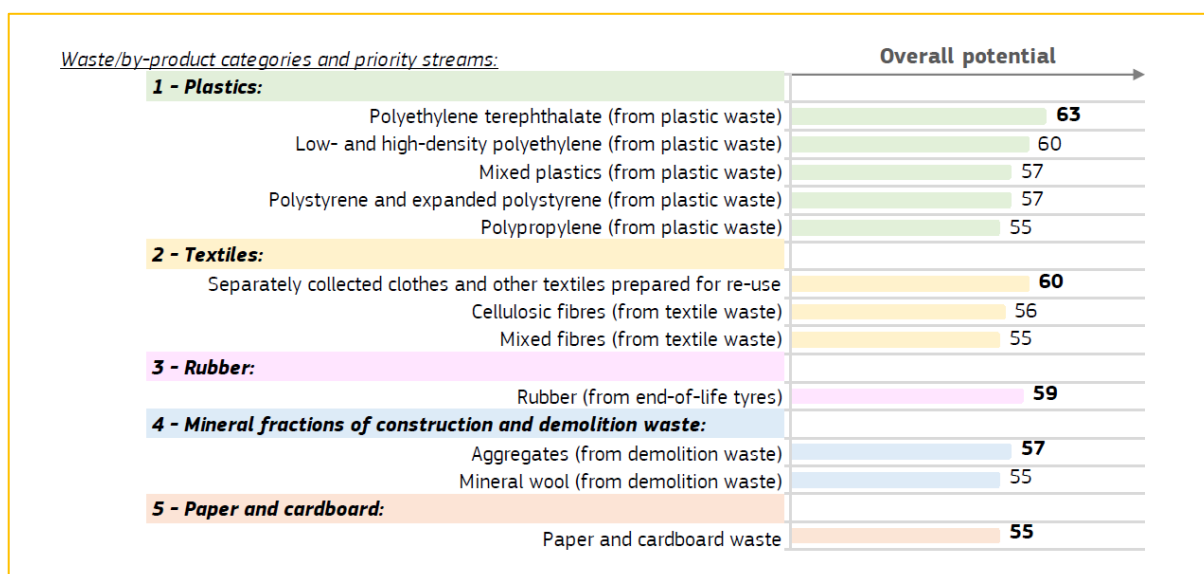 Waste/by-product categories and priority streams: Overall potential
1 - Plastics:
Polyethylene terephthalate (from plastic waste) 63
Low- and high-density polyethylene (from plastic waste) 60
Mixed plastics (from plastic waste) 57
Polystyrene and expanded polystyrene (from plastic waste) 57
Polypropylene (from plastic waste) 55
2 - Textiles:
Separately collected clothes and other textiles prepared for re-use 60
Cellulosic fibres (from textile waste) 56
Mixed fibres (from textile waste) 55
3 - Rubber:
Rubber (from end-of-life tyres) 59
4 - Mineral fractions of construction and demolition waste:
Aggregates (from demolition waste) 57
Mineral wool (from demolition waste) 55
5 - Paper and cardboard:
Paper and cardboard waste 55